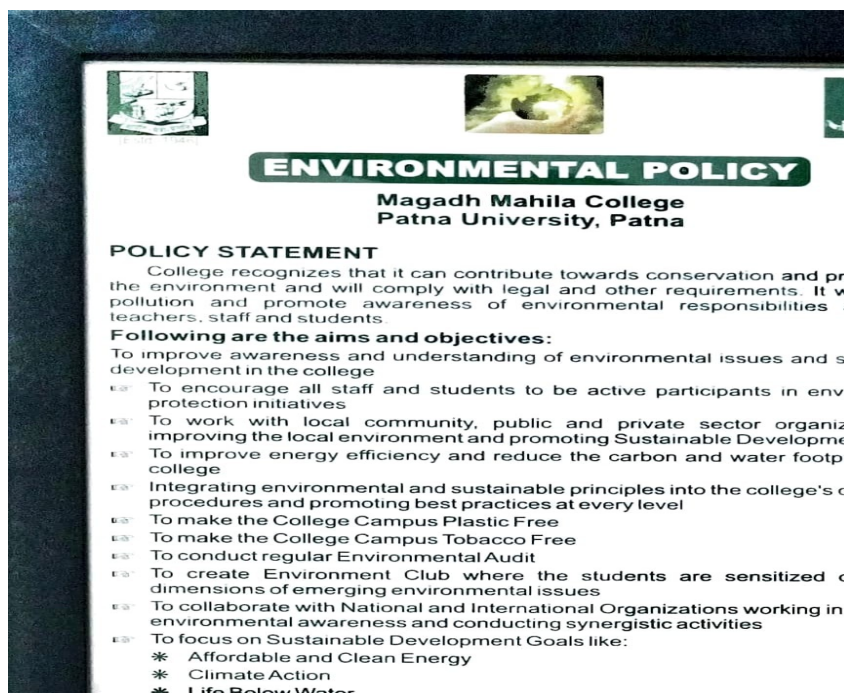 ENVIRONMENTAL POLICY
Magadh Mahila College
Patna University, Patna
POLICY STATEMENT
College recognizes that it can contribute towards conservation and pr
the environment and will comply with legal and other requirements. It w
pollution and promote awareness of environmental responsibilities
teachers, staff and students.
Following are the aims and objectives:
To improve awareness and understanding of environmental issues and s
development in the college
To encourage all staff and students to be active participants in env
protection initiatives
To work with local community, public and private sector organiz
improving the local environment and promoting Sustainable Developme
To improve energy efficiency and reduce the carbon and water footp
college
Integrating environmental and sustainable principles into the college's
procedures and promoting best practices at every level
To make the College Campus Plastic Free
To make the College Campus Tobacco Free
To conduct regular Environmental Audit
To create Environment Club where the students are sensitized
dimensions of emerging environmental issues
To collaborate with National and International Organizations working in
environmental awareness and conducting synergistic activities
To focus on Sustainable Development Goals like:
* Affordable and Clean Energy
* Climate Action
* Life Below Water